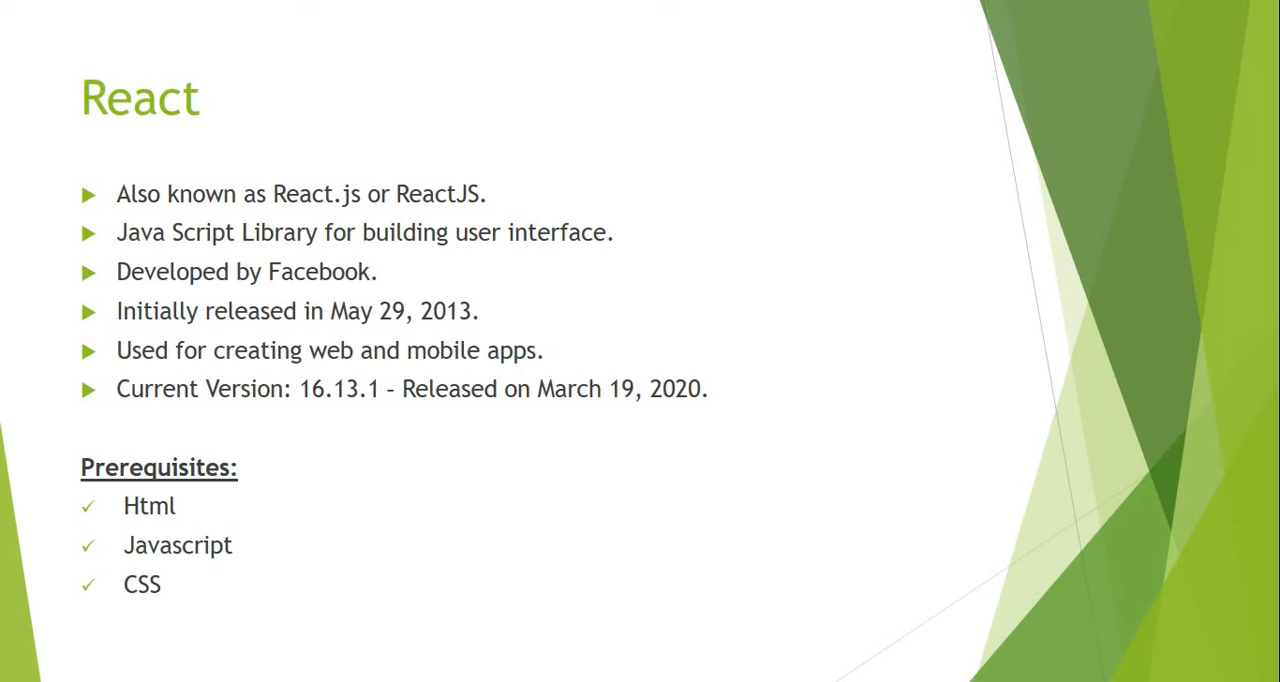 React
Also known as React.js or ReactJS.
Java Script Library for building user interface.
Developed by Facebook.
Initially released in May 29, 2013.
Used for creating web and mobile apps.
Current Version: 16.13.1 – Released on March 19, 2020.
Prerequisites:
Html
Javascript
CSS